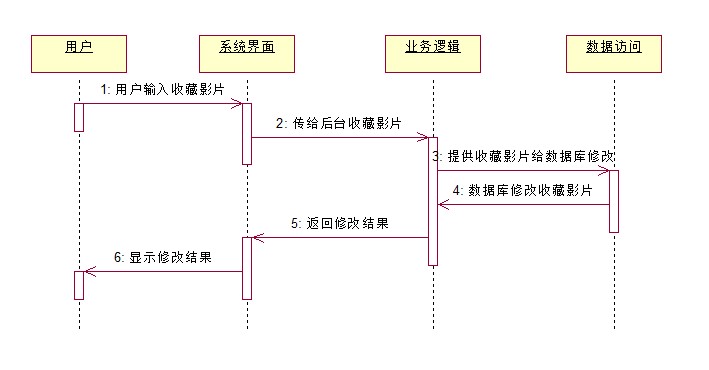 用户
系统界面
业务逻辑
数据访问
1: 用户输入收藏影片
2: 传给后台收藏影片
3: 提供收藏影片给数据库修改
4: 数据库修改收藏影片
5: 返回修改结果
6: 显示修改结果